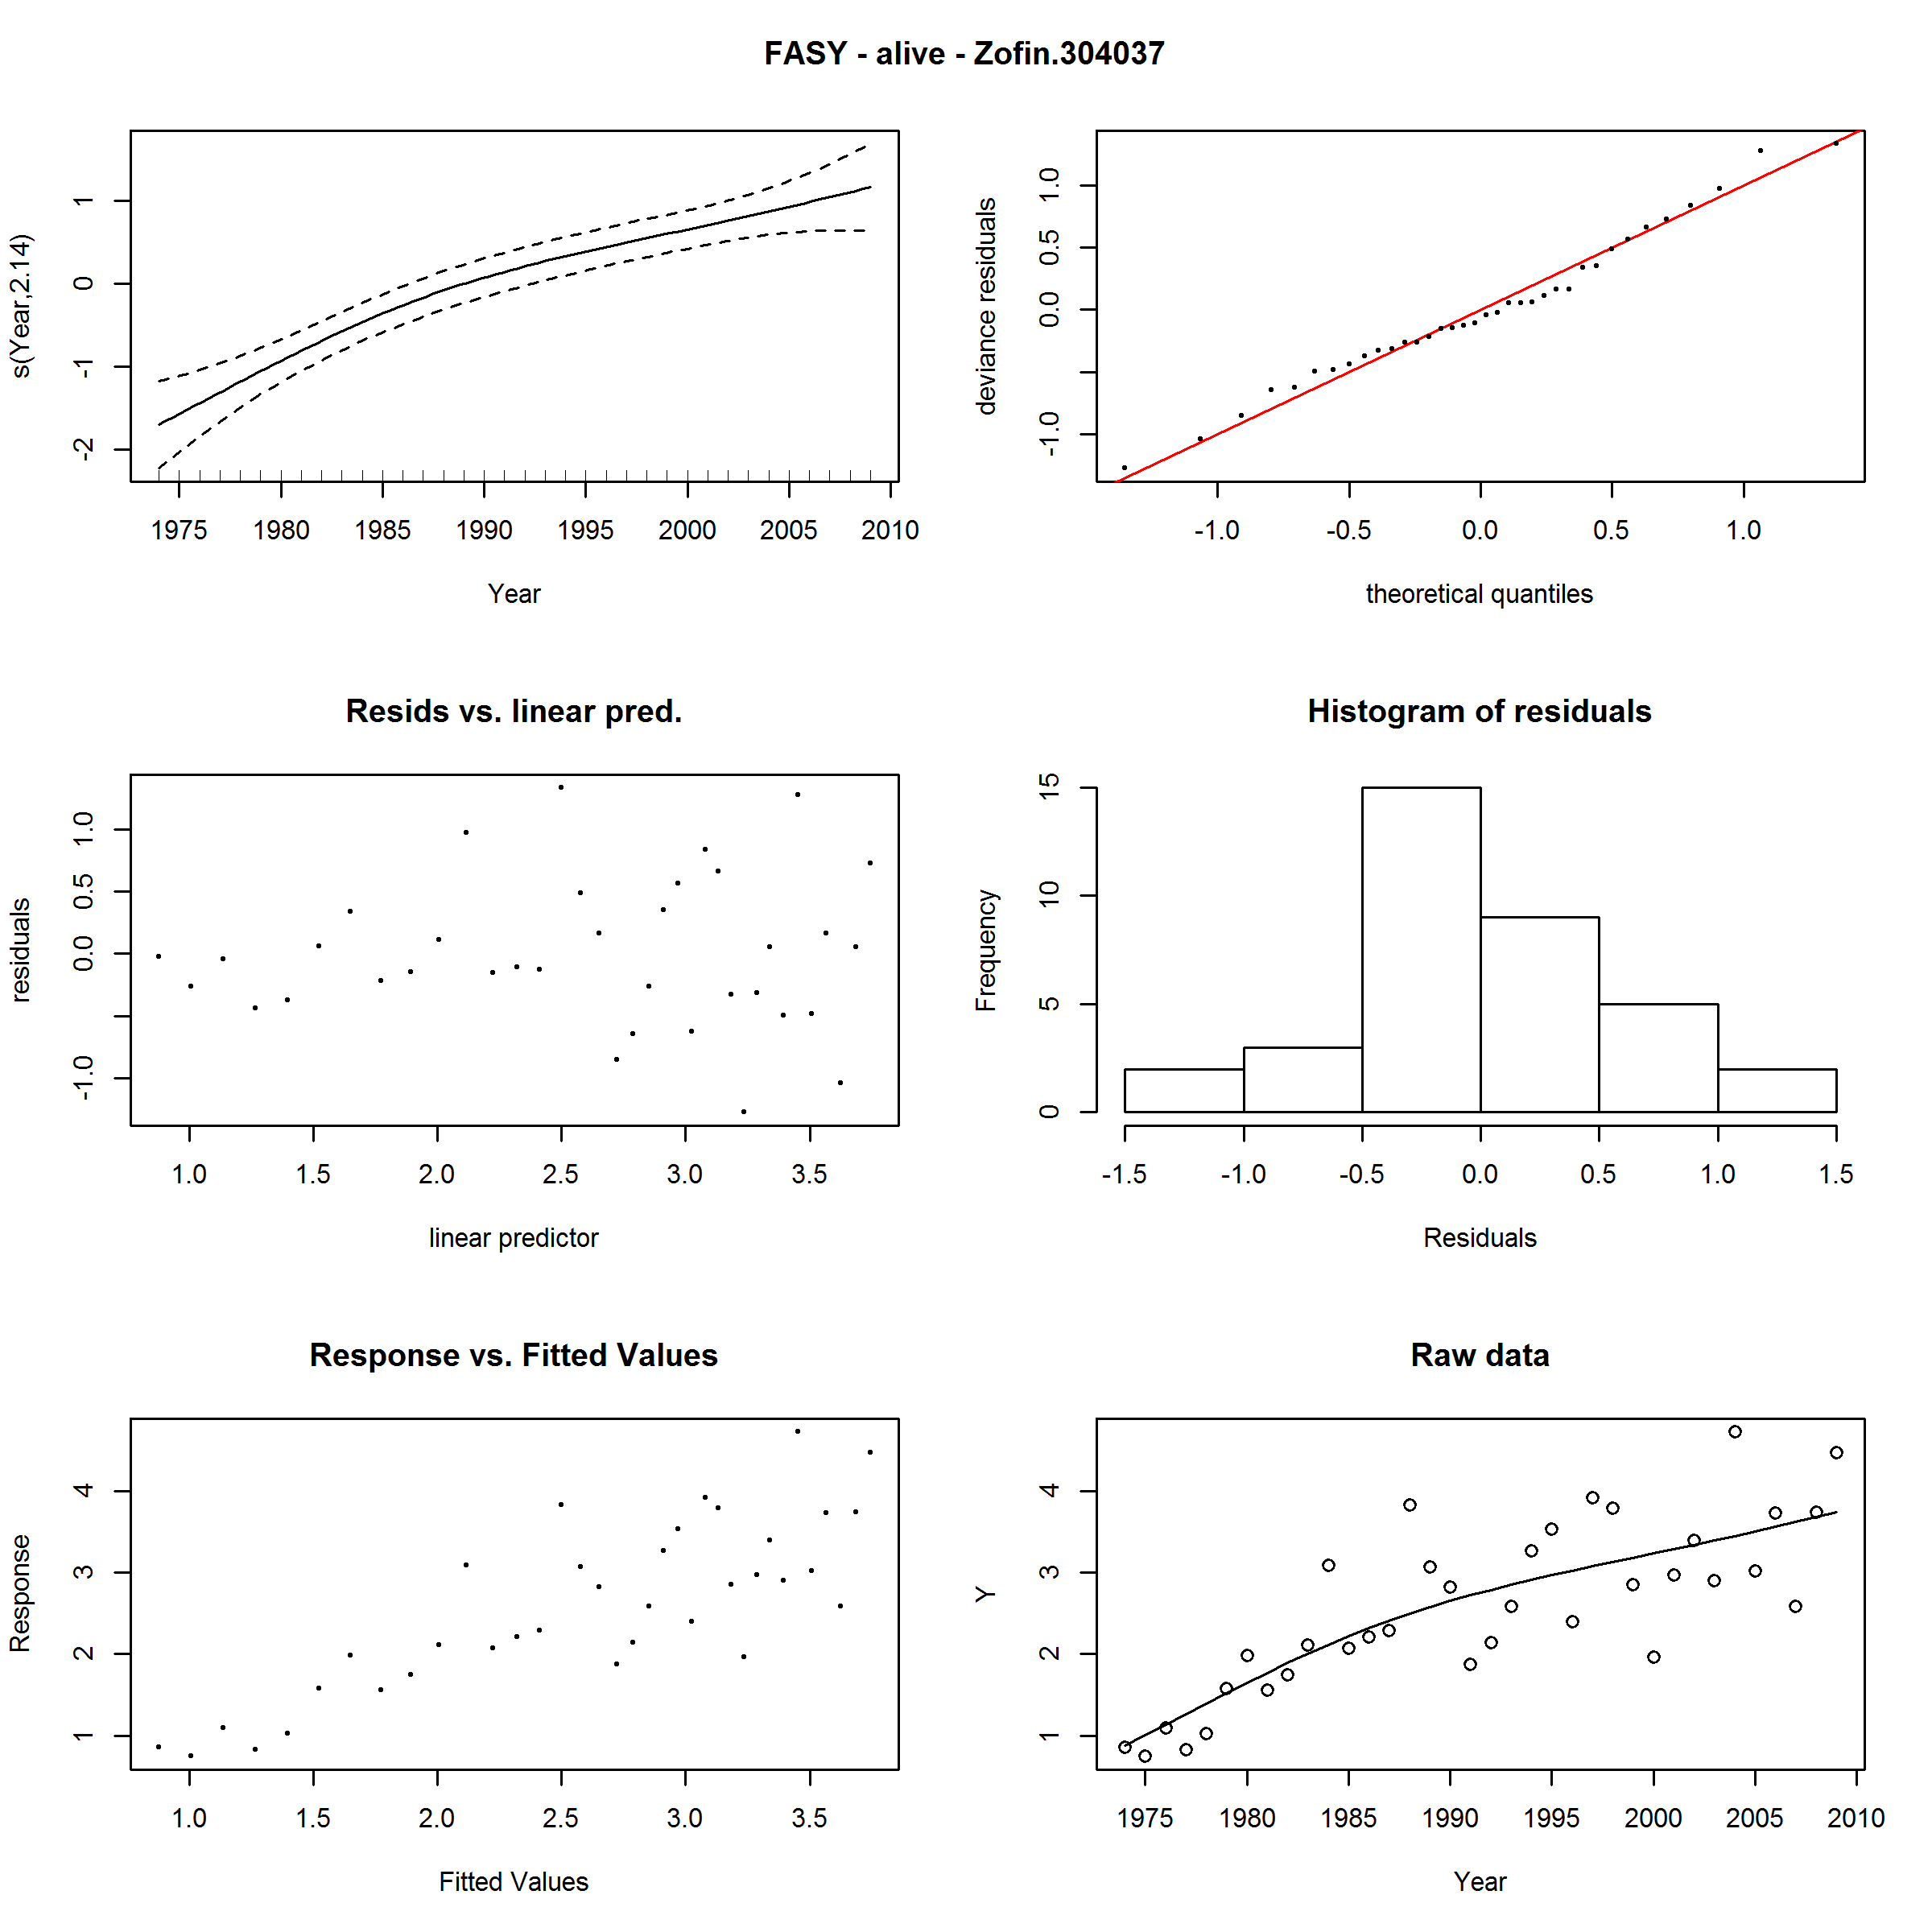 FASY - alive - Zofin.304037
s(Year,2.14)
1
0
-1
-2
1975 1980 1985 1990 1995 2000 2005 2010
Year
deviance residuals
1.0
0.5
0.0
-1.0
-1.0 -0.5 0.0 0.5 1.0
theoretical quantiles
Resids vs. linear pred.
residuals
1.0
0.5
0.0
-1.0
1.0 1.5 2.0 2.5 3.0 3.5
linear predictor
Histogram of residuals
Frequency
15
10
5
0
-1.5 -1.0 -0.5 0.0 0.5 1.0 1.5
Residuals
Response vs. Fitted Values
Response
4
3
2
1
1.0 1.5 2.0 2.5 3.0 3.5
Fitted Values
Raw data
Y
4
3
2
1
1975 1980 1985 1990 1995 2000 2005 2010
Year